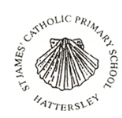 ST JAMES' CATHOLIC PRIMARY SCHOOL
HATTERSLEY